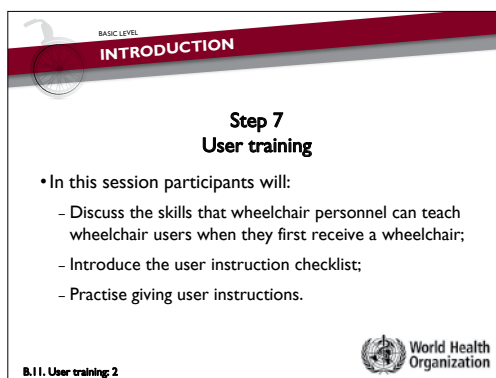 BASIC LEVEL
INTRODUCTION
Step 7
User training
• In this session participants will:
– Discuss the skills that wheelchair personnel can teach
wheelchair users when they first receive a wheelchair;
– Introduce the user instruction checklist;
– Practise giving user instructions.
World Health
Organization
B.11. User training: 2